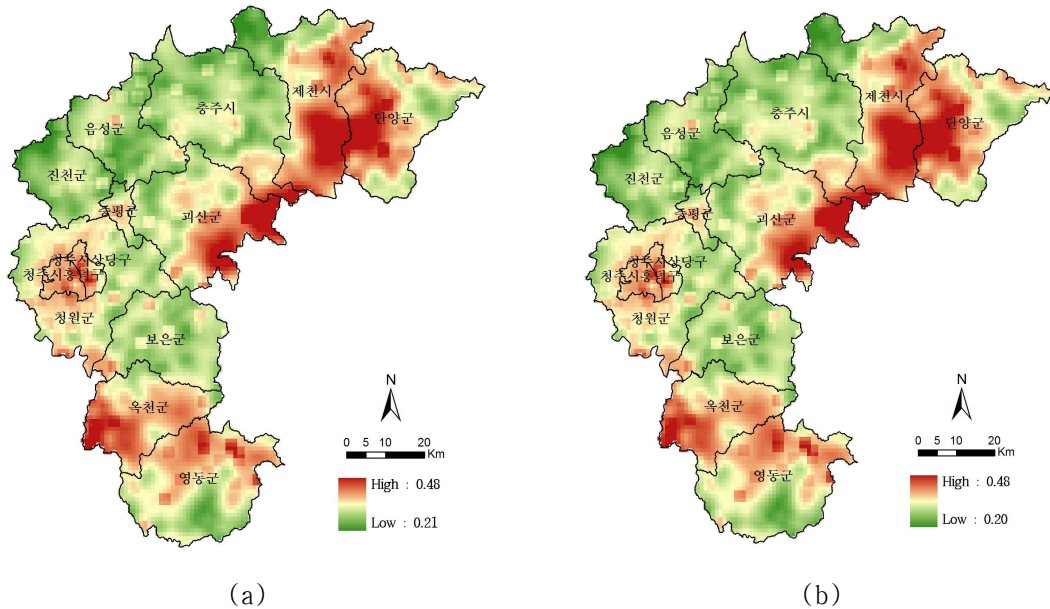 제천시
충주시
단양군
음성군
진천군
증평군
괴산군
청주시상당구
청주시흥덕구
청원군
보은군
옥천군
영동군
N
0 5 10 20
Km
High : 0.48
Low : 0.21
(a)
제천시
충주시
단양군
음성군
진천군
증평군
괴산군
청주시상당구
청주시흥덕구
청원군
보은군
옥천군
영동군
N
0 5 10 20
Km
High : 0.48
Low : 0.20
(b)